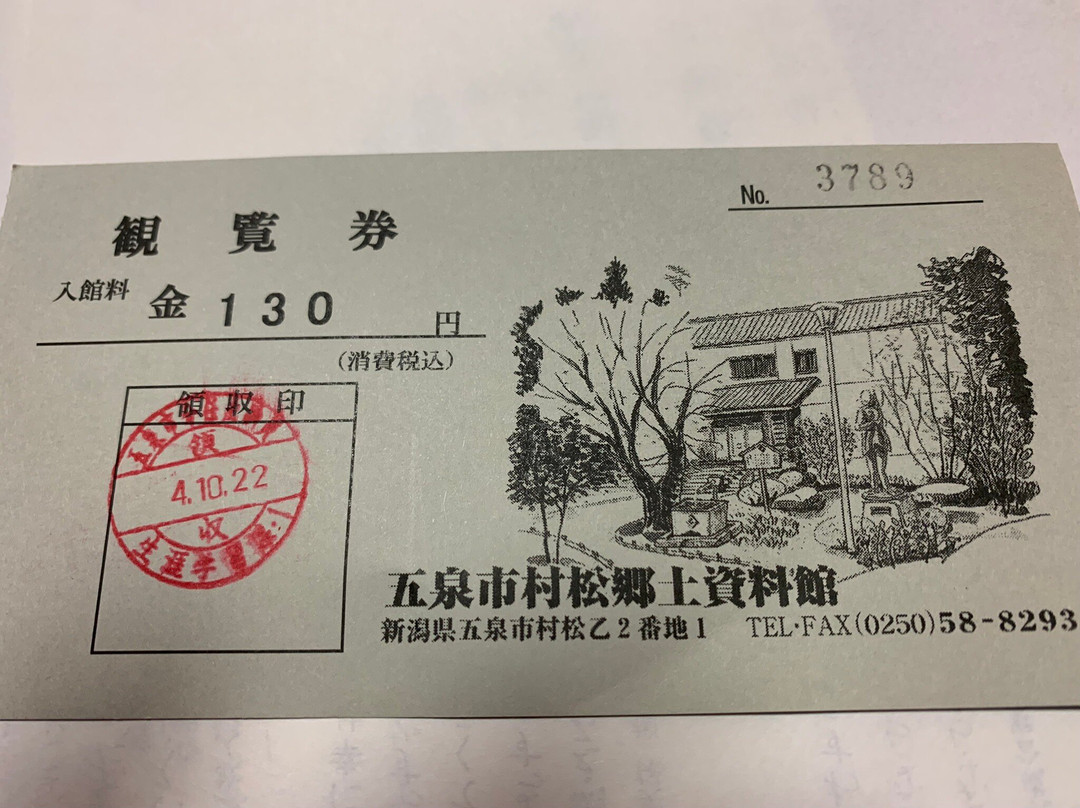 No. 3789
観覧券
入館料 金 130 円
(消費税込)
領収印
領
4.10.22
収
五泉市村松郷土資料館
新潟県五泉市村松乙2番地1 TEL・FAX(0250)58-8293